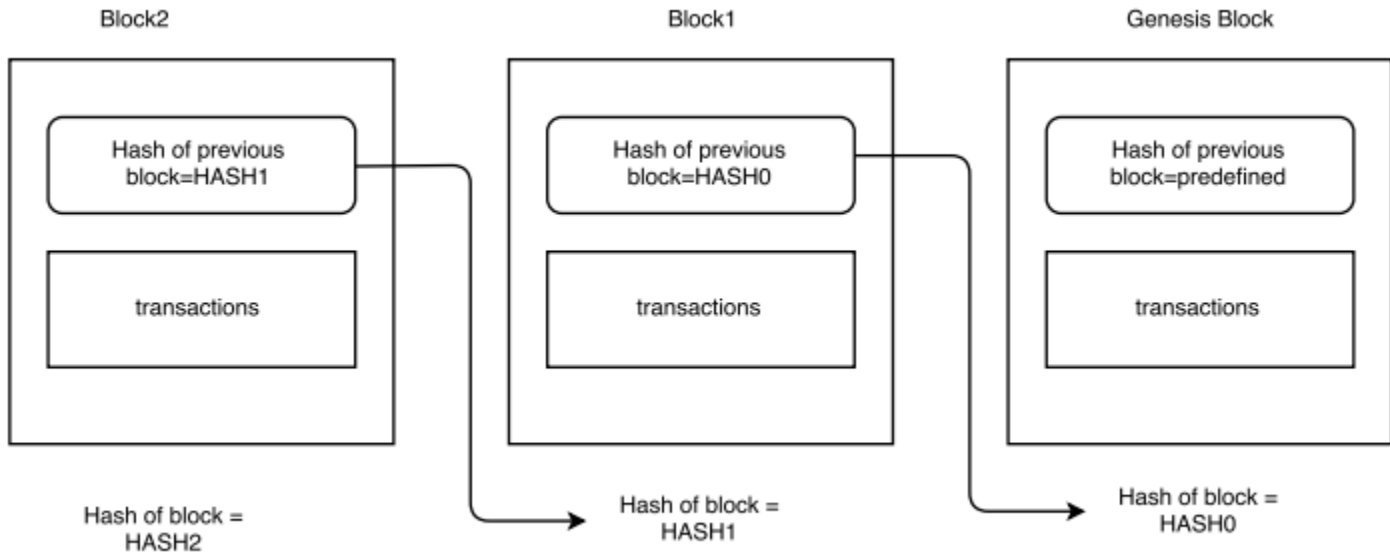 Block2
Block1
Genesis Block
Hash of previous
block=HASH1
Hash of previous
block=HASH0
Hash of previous
block=predefined
transactions
transactions
transactions
Hash of block =
HASH2
Hash of block =
HASH1
Hash of block =
HASH0